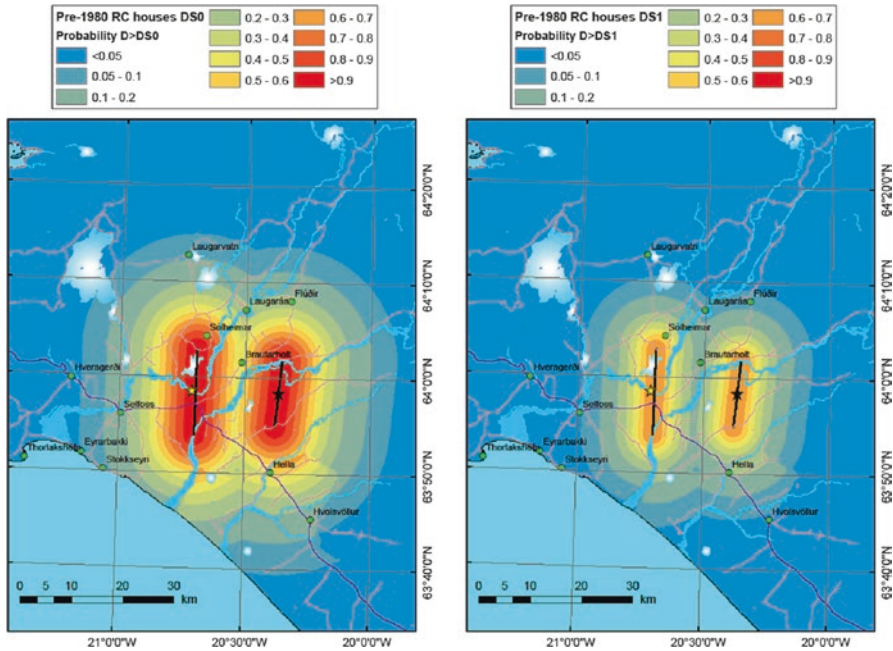 Pre-1980 RC houses DS0
Probability D>DS0
<0.05
0.05 - 0.1
0.1 - 0.2
0.2 - 0.3
0.3 - 0.4
0.4 - 0.5
0.5 - 0.6
0.6 - 0.7
0.7 - 0.8
0.8 - 0.9
>0.9
Laugarvatn
Flúðir
Laugarás
Sólheimar
Brautarholt
Hveragerði
Selfoss
Eyrarbakki
Stokkseyri
Hella
Hvolsvöllur
64°20'0"N
64°10'0"N
64°0'0"N
63°50'0"N
63°40'0"N
0 5 10 20 30
km
21°0'0"W
20°30'0"W
20°0'0"W
Pre-1980 RC houses DS1
Probability D>DS1
<0.05
0.05 - 0.1
0.1 - 0.2
0.2 - 0.3
0.3 - 0.4
0.4 - 0.5
0.5 - 0.6
0.6 - 0.7
0.7 - 0.8
0.8 - 0.9
>0.9
Laugarvatn
Flúðir
Laugarás
Sólheimar
Brautarholt
Hveragerði
Selfoss
Eyrarbakki
Stokkseyri
Hella
Hvolsvöllur
64°20'0"N
64°10'0"N
64°0'0"N
63°50'0"N
63°40'0"N
0 5 10 20 30
km
21°0'0"W
20°30'0"W
20°0'0"W